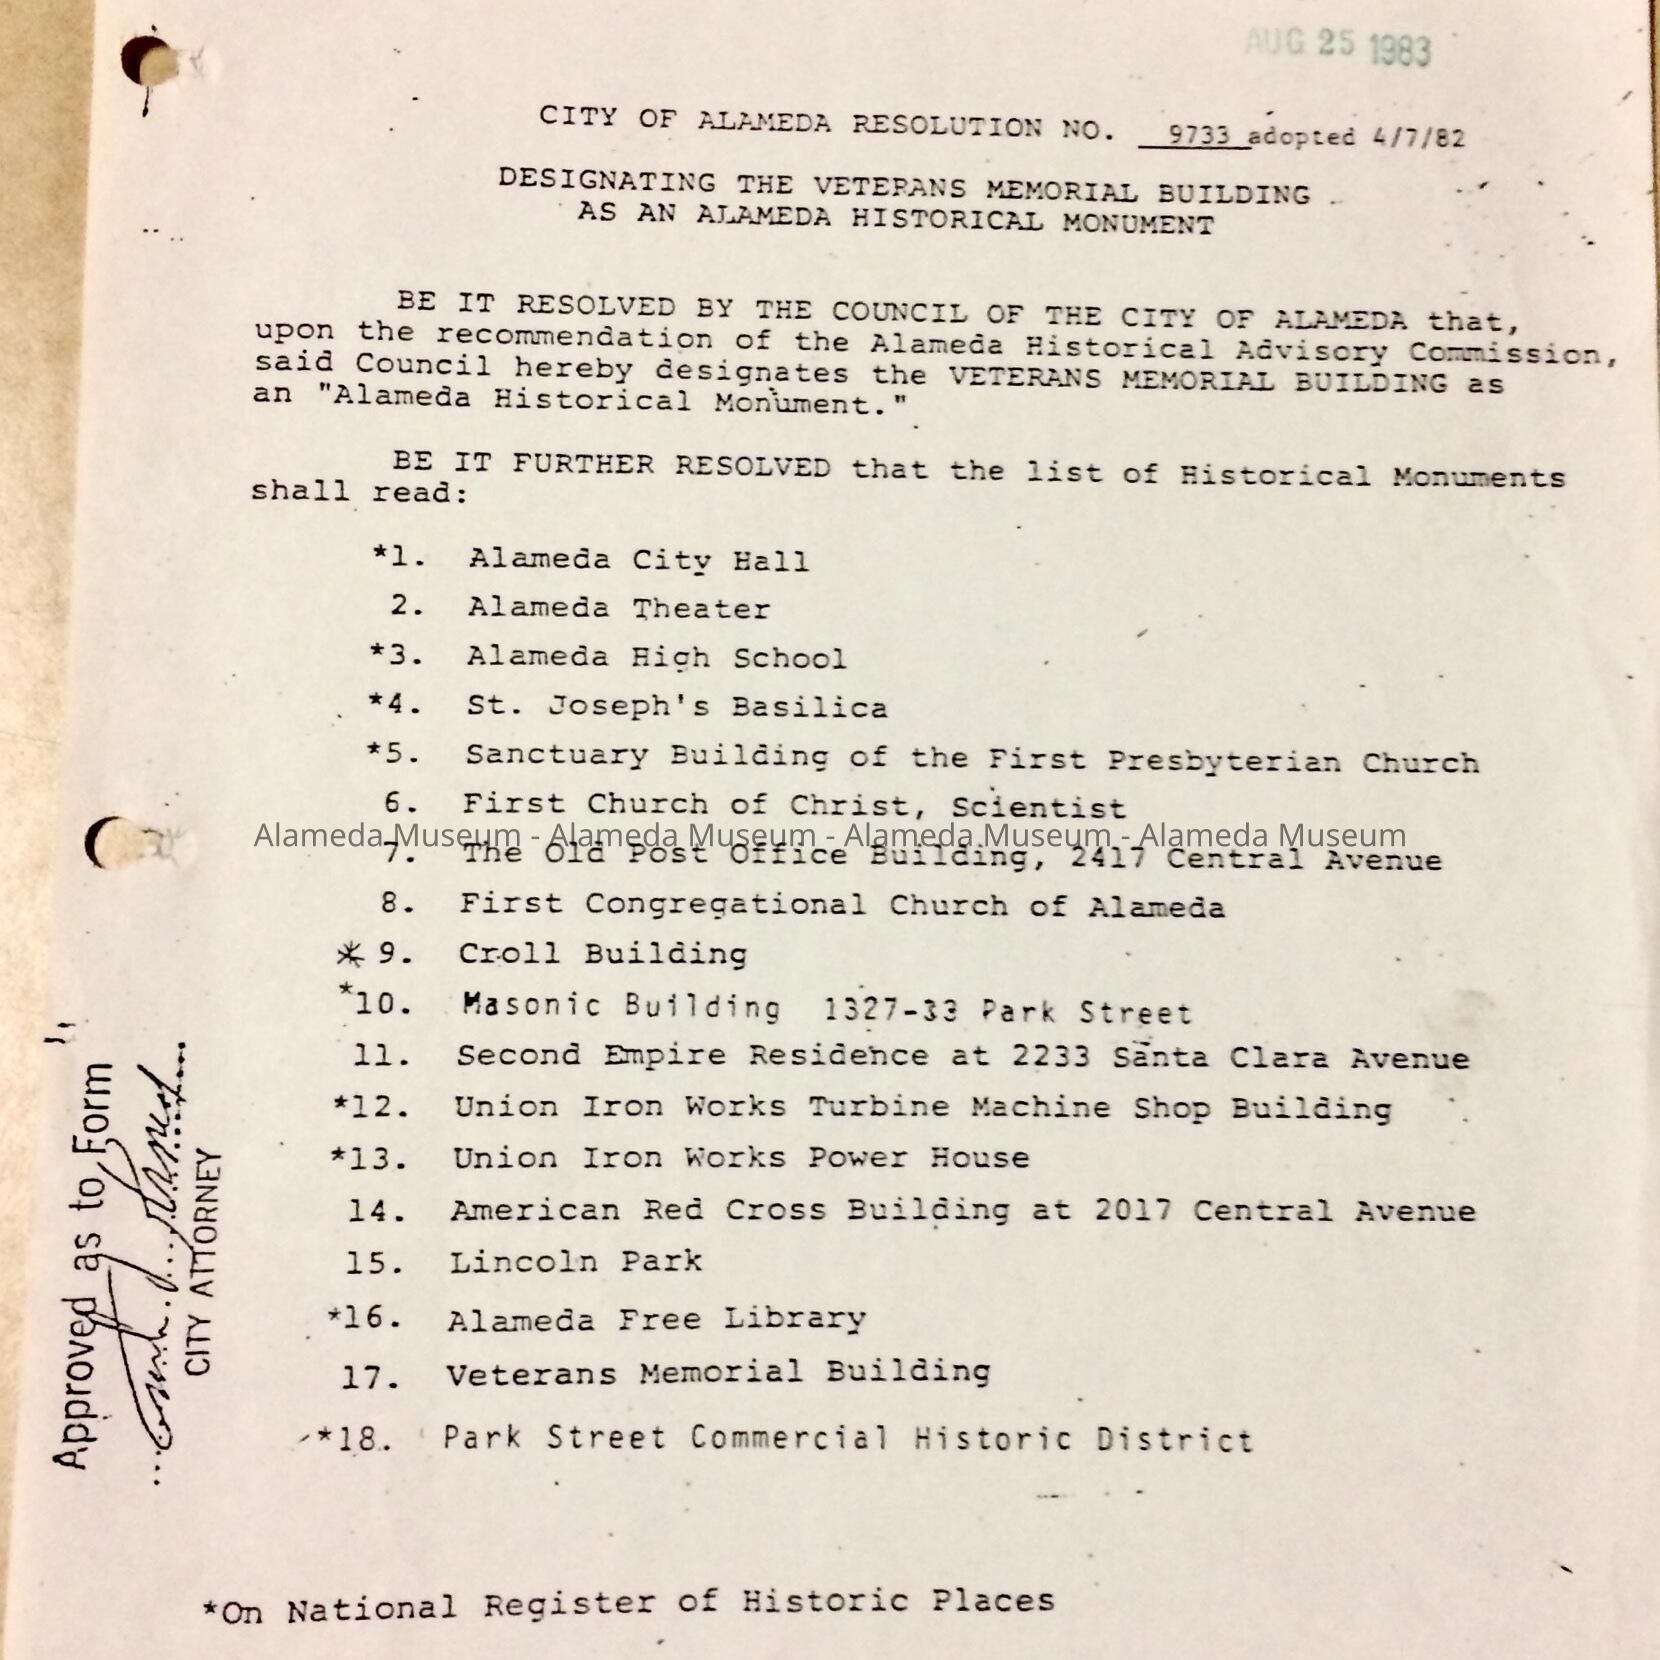 AUG 25 1983
CITY OF ALAMEDA RESOLUTION NO. 9733 adopted 4/7/82
DESIGNATING THE VETERANS MEMORIAL BUILDING
AS AN ALAMEDA HISTORICAL MONUMENT
BE IT RESOLVED BY THE COUNCIL OF THE CITY OF ALAMEDA that,
upon the recommendation of the Alameda Historical Advisory Commission,
said Council hereby designates the VETERANS MEMORIAL BUILDING as
an "Alameda Historical Monument."
BE IT FURTHER RESOLVED that the list of Historical Monuments
shall read:
*1. Alameda City Hall
2. Alameda Theater
*3. Alameda High School
*4. St. Joseph's Basilica
*5. Sanctuary Building of the First Presbyterian Church
6. First Church of Christ, Scientist
Alameda Museum - Alameda Museum - Alameda Museum - Alameda Museum
7. The Old Post Office Building, 2417 Central Avenue
8. First Congregational Church of Alameda
* 9. Croll Building
*10. Masonic Building 1327-33 Park Street
11. Second Empire Residence at 2233 Santa Clara Avenue
*12. Union Iron Works Turbine Machine Shop Building
*13. Union Iron Works Power House
14. American Red Cross Building at 2017 Central Avenue
15. Lincoln Park
*16. Alameda Free Library
17. Veterans Memorial Building
*18. Park Street Commercial Historic District
*On National Register of Historic Places
Approved as to Form
CITY ATTORNEY